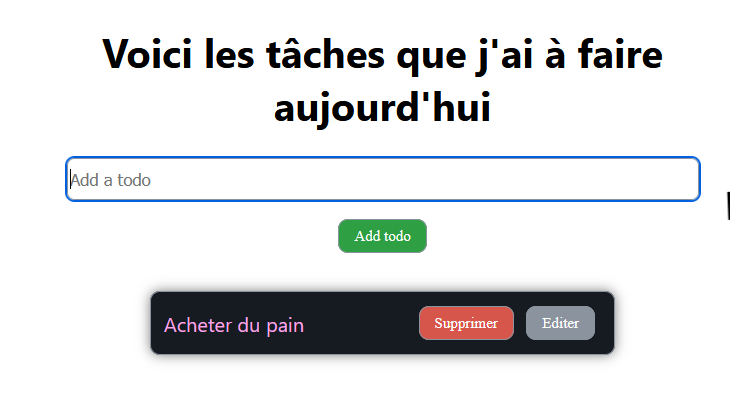 Voici les tâches que j'ai à faire
aujourd'hui
Add a todo
Add todo
Acheter du pain Supprimer Editer